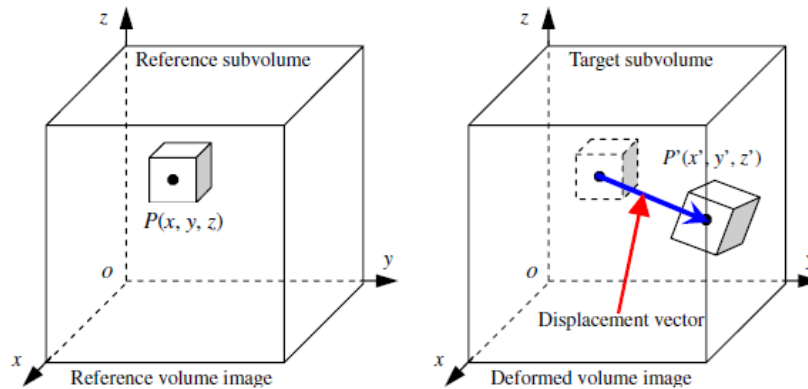 z
Reference subvolume
P(x, y, z)
o
y
x
Reference volume image
z
Target subvolume
P'(x', y', z')
o
Displacement vector
x
Deformed volume image